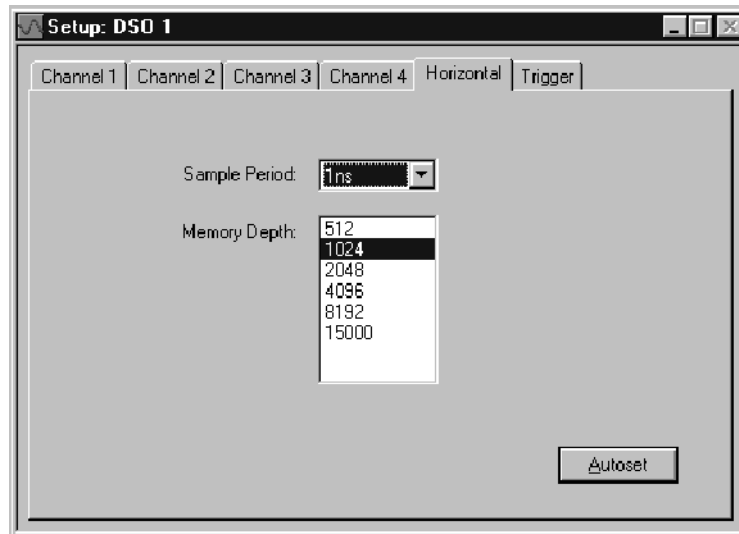 Setup: DSO 1
Channel 1 Channel 2 Channel 3 Channel 4 Horizontal Trigger
Sample Period: 1ns
Memory Depth: 512
1024
2048
4096
8192
15000
Autoset